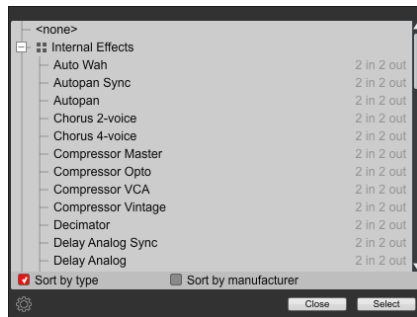 <none>
Internal Effects
Auto Wah 2 in 2 out
Autopan Sync 2 in 2 out
Autopan 2 in 2 out
Chorus 2-voice 2 in 2 out
Chorus 4-voice 2 in 2 out
Compressor Master 2 in 2 out
Compressor Opto 2 in 2 out
Compressor VCA 2 in 2 out
Compressor Vintage 2 in 2 out
Decimator 2 in 2 out
Delay Analog Sync 2 in 2 out
Delay Analog 2 in 2 out
Sort by type Sort by manufacturer
Close Select